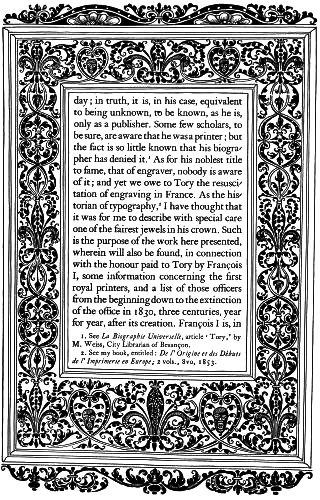 day; in truth, it is, in his case, equivalent
to being unknown, to be known, as he is,
only as a publisher. Some few scholars, to
be sure, are aware that he was a printer; but
the fact is so little known that his biogra-
pher has denied it.¹ As for his noblest title
to fame, that of engraver, nobody is aware
of it; and yet we owe to Tory the resusci-
tation of engraving in France. As the his-
torian of typography,² I have thought that
it was for me to describe with special care
one of the fairest jewels in his crown. Such
is the purpose of the work here presented,
wherein will also be found, in connection
with the honour paid to Tory by François
I, some information concerning the first
royal printers, and a list of those officers
from the beginning down to the extinction
of the office in 1830, three centuries, year
for year, after its creation. François I, is, in
1. See La Biographie Universelle, article 'Tory,' by
M. Weiss, City Librarian of Besançon.
2. See my book, entitled: De l'Origine et des Débuts
de l'Imprimerie en Europe; 2 vols., 8vo, 1853.